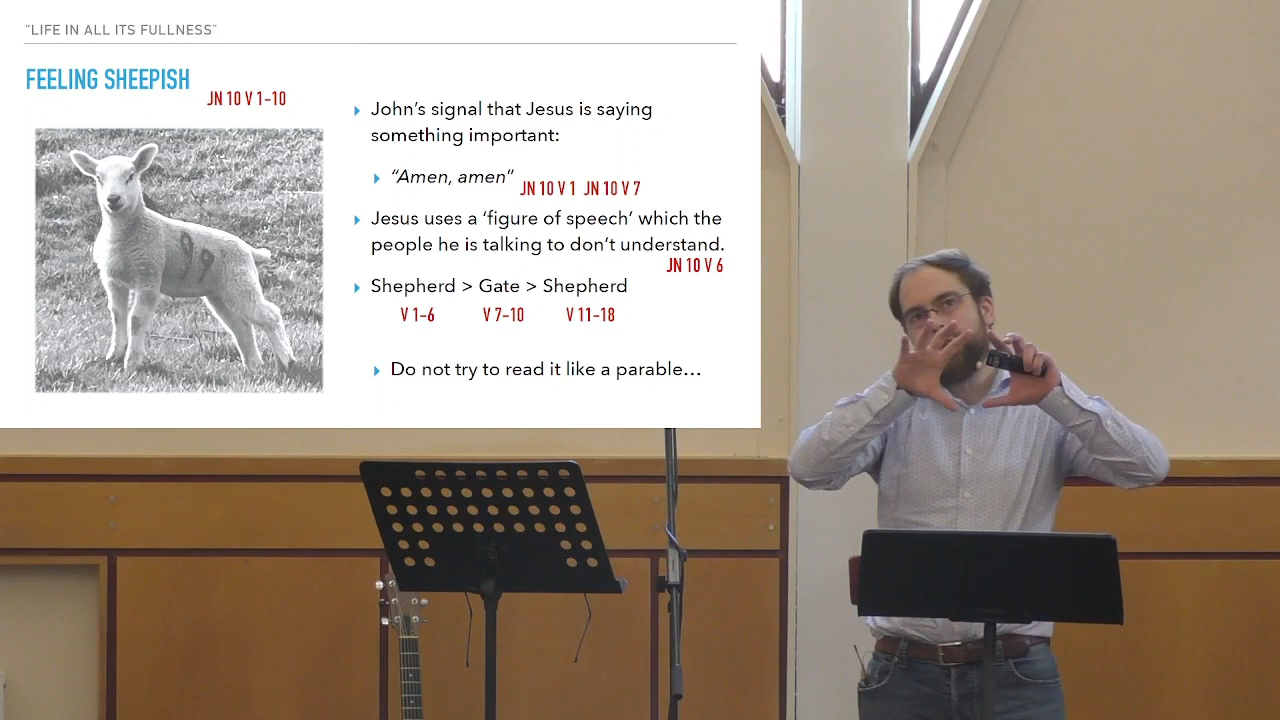 "LIFE IN ALL ITS FULLNESS"
FEELING SHEEPISH
JN 10 V 1-10
99
John's signal that Jesus is saying
something important:
"Amen, amen"
JN 10 V 1 JN 10 V 7
Jesus uses a 'figure of speech' which the
people he is talking to don't understand.
JN 10 V 6
Shepherd > Gate > Shepherd
V 1-6 V 7-10 V 11-18
Do not try to read it like a parable…